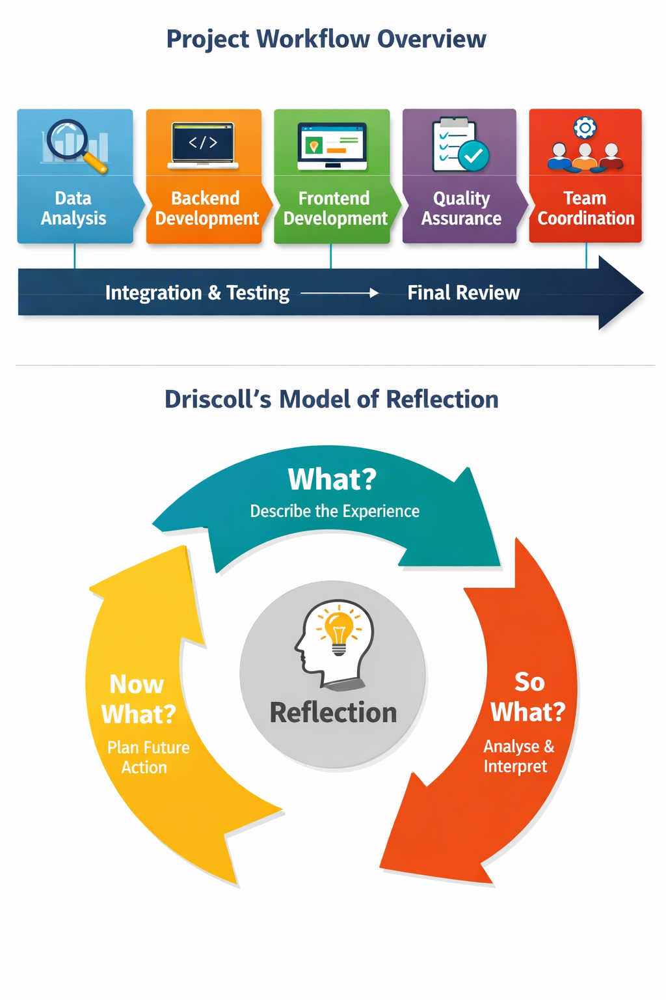 Project Workflow Overview
</>
Data
Analysis
Backend
Development
Frontend
Development
Quality
Assurance
Team
Coordination
Integration & Testing
Final Review
Driscoll's Model of Reflection
What?
Describe the Experience
So
What?
Analyse &
Interpret
Now
What?
Plan Future
Action
Reflection